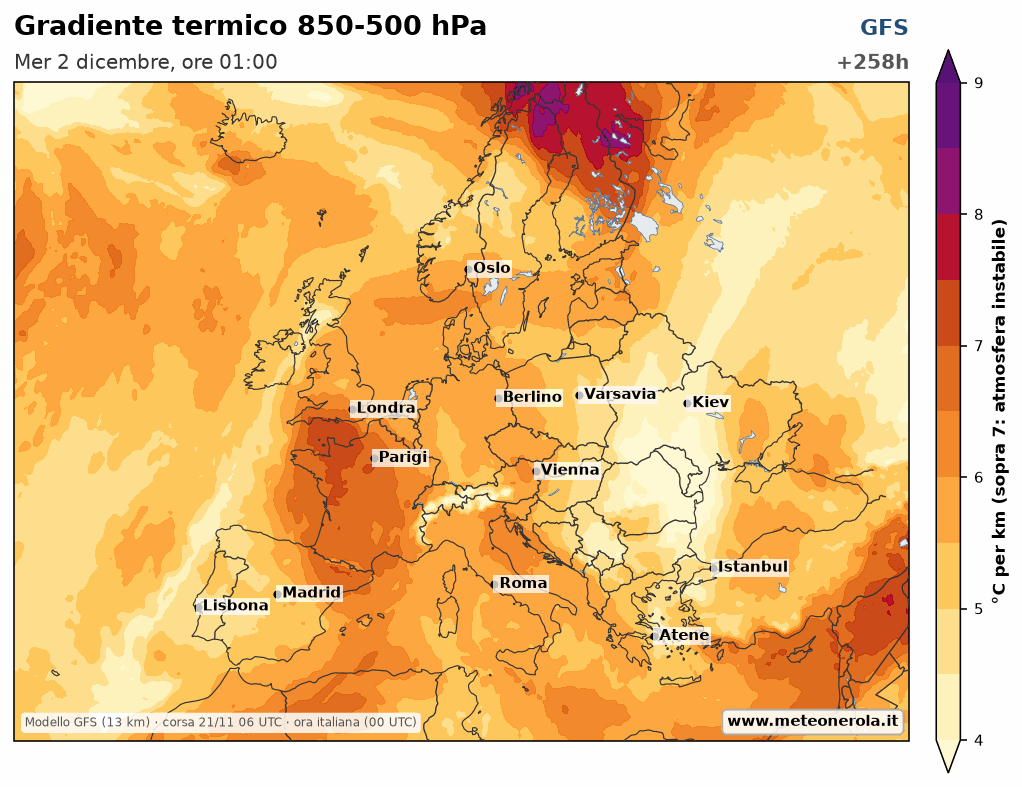 Gradiente termico 850-500 hPa
GFS
Mer 2 dicembre, ore 01:00
+258h
Oslo
Londra
Berlino
Varsavia
Kiev
Parigi
Vienna
Istanbul
Roma
Madrid
Lisbona
Atene
Modello GFS (13 km) · corsa 21/11 06 UTC · ora italiana (00 UTC)
www.meteonerola.it
9
8
7
6
5
4
°C per km (sopra 7: atmosfera instabile)